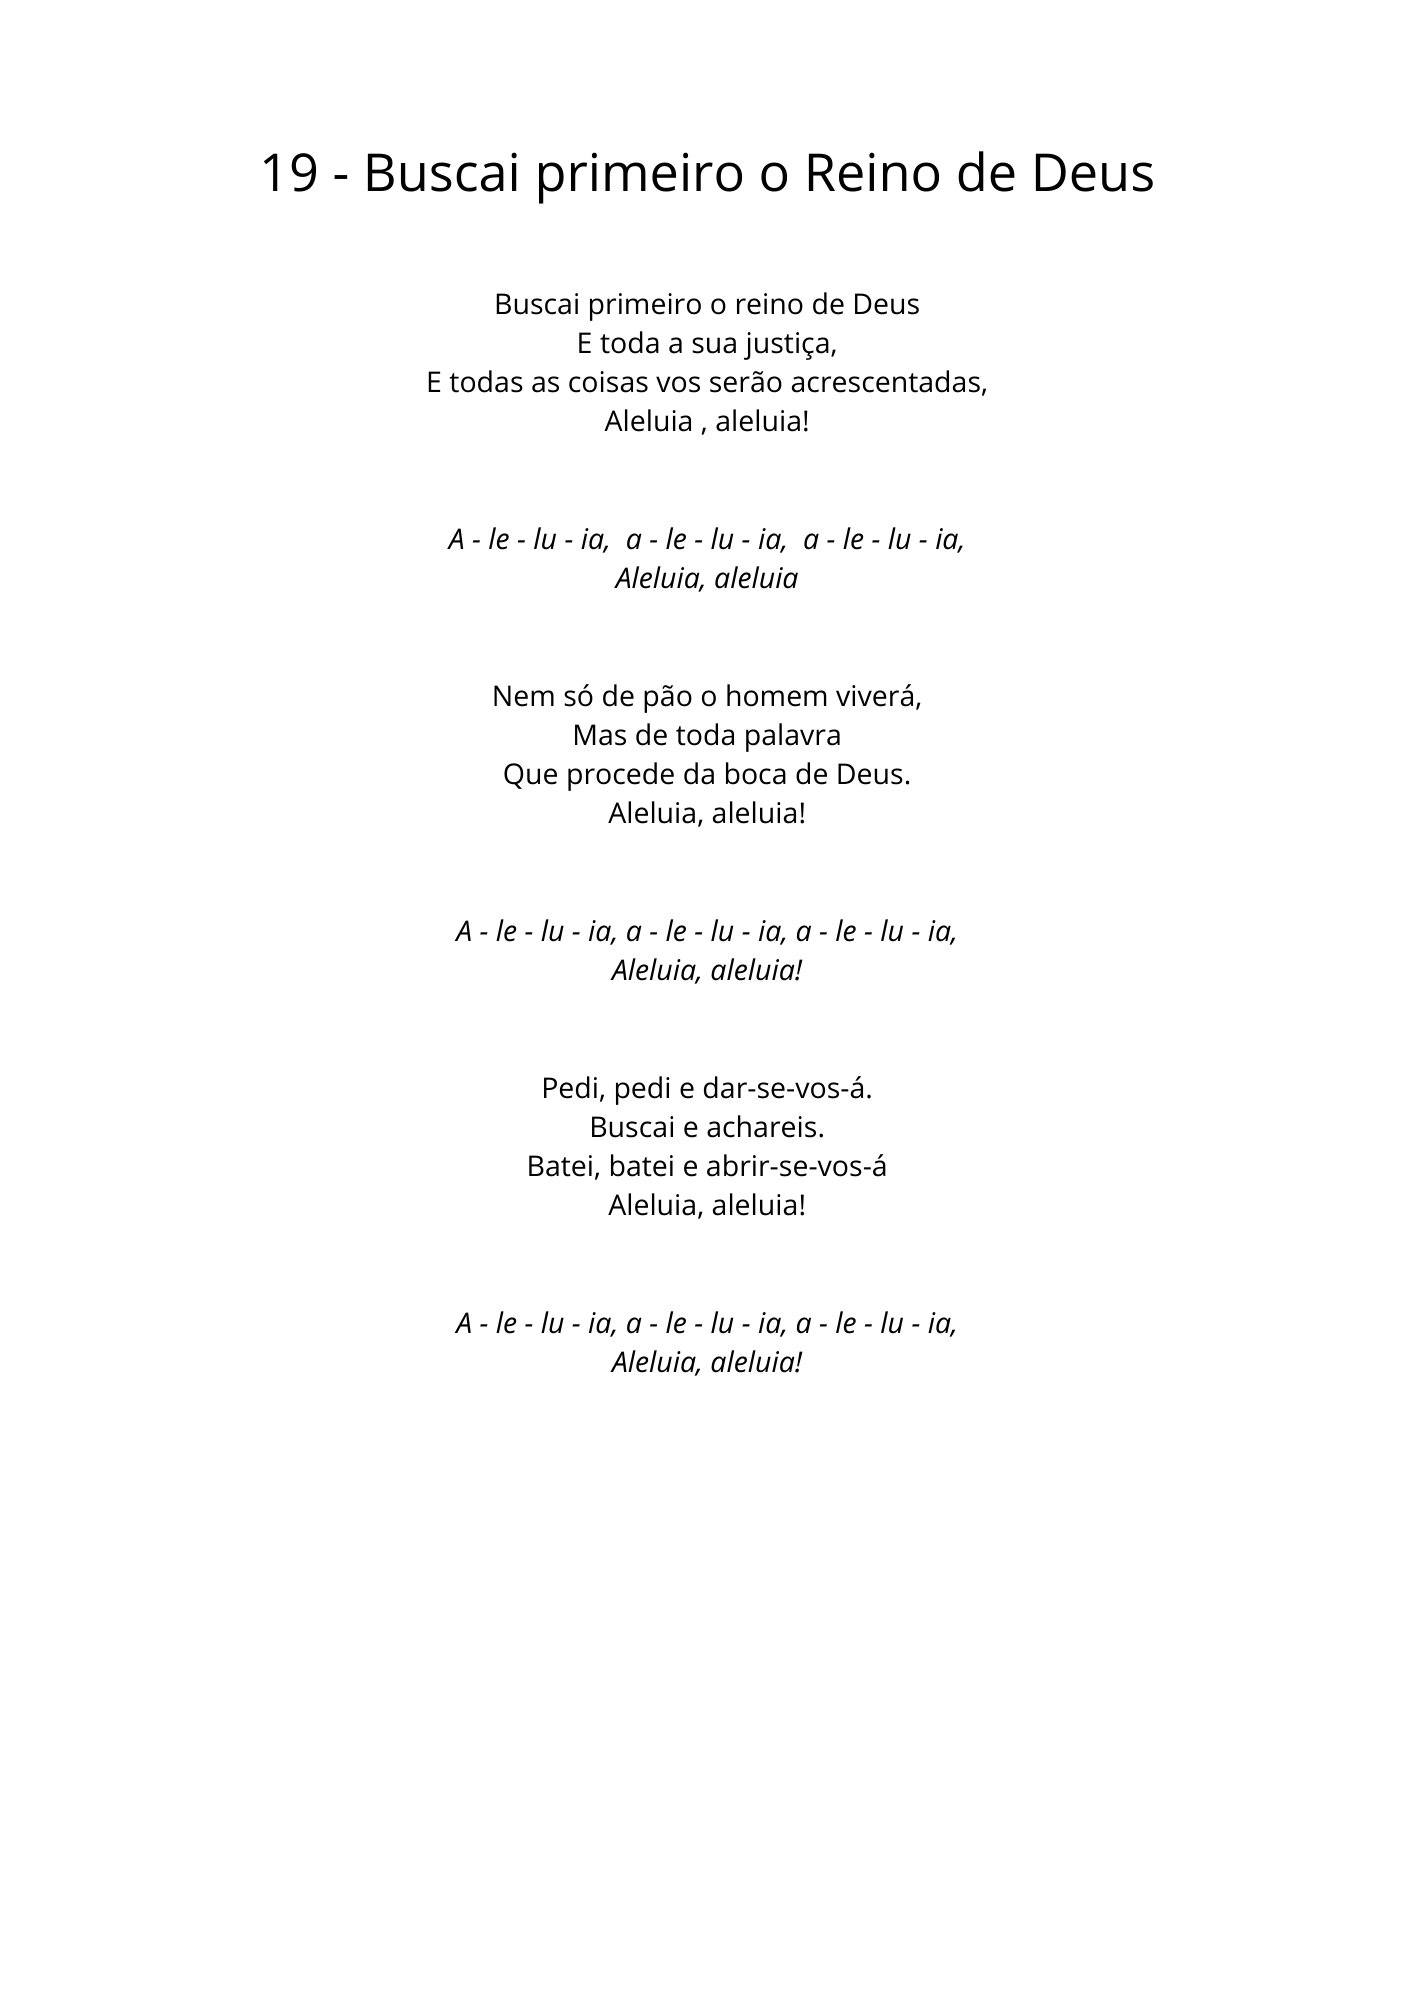 19 - Buscai primeiro o Reino de Deus
Buscai primeiro o reino de Deus
E toda a sua justiça,
E todas as coisas vos serão acrescentadas,
Aleluia , aleluia!
A - le - lu - ia,  a - le - lu - ia,  a - le - lu - ia,
Aleluia, aleluia
Nem só de pão o homem viverá,
Mas de toda palavra
Que procede da boca de Deus.
Aleluia, aleluia!
A - le - lu - ia, a - le - lu - ia, a - le - lu - ia,
Aleluia, aleluia!
Pedi, pedi e dar-se-vos-á.
Buscai e achareis.
Batei, batei e abrir-se-vos-á
Aleluia, aleluia!
A - le - lu - ia, a - le - lu - ia, a - le - lu - ia,
Aleluia, aleluia!